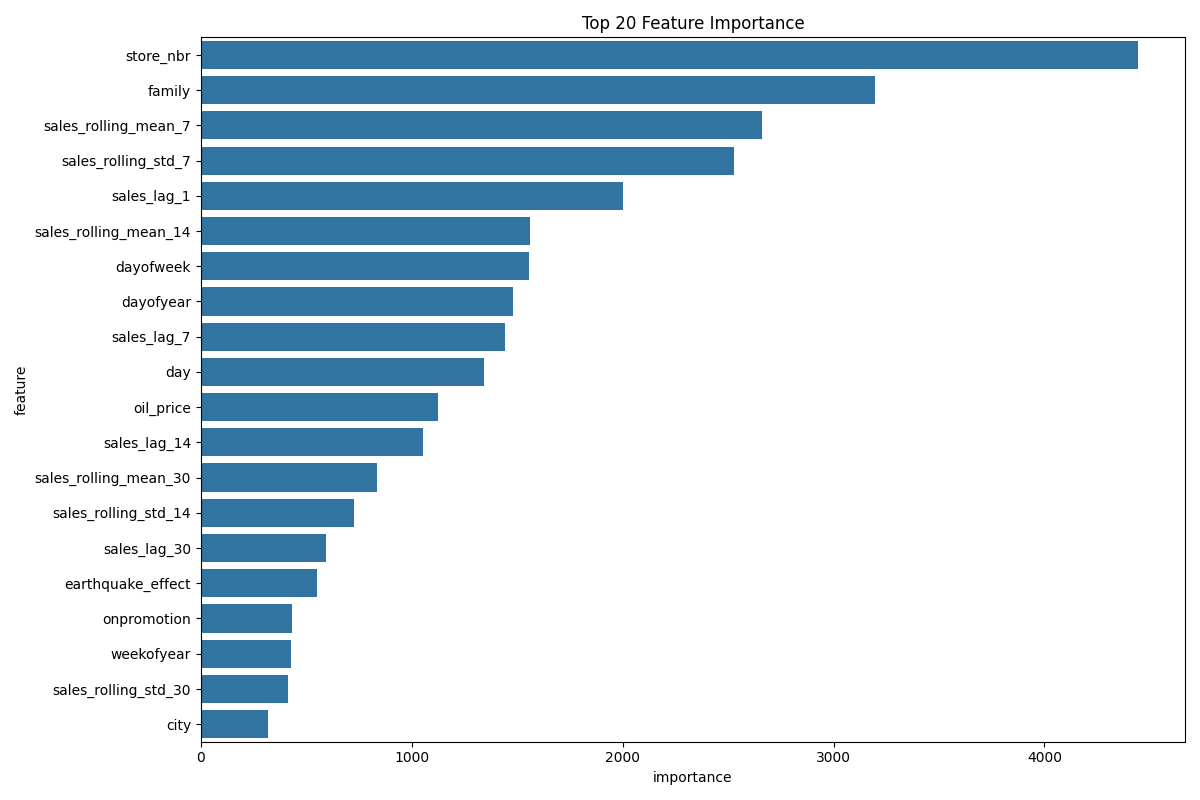 Top 20 Feature Importance
feature
store_nbr
family
sales_rolling_mean_7
sales_rolling_std_7
sales_lag_1
sales_rolling_mean_14
dayofweek
dayofyear
sales_lag_7
day
oil_price
sales_lag_14
sales_rolling_mean_30
sales_rolling_std_14
sales_lag_30
earthquake_effect
onpromotion
weekofyear
sales_rolling_std_30
city
0 1000 2000 3000 4000
importance